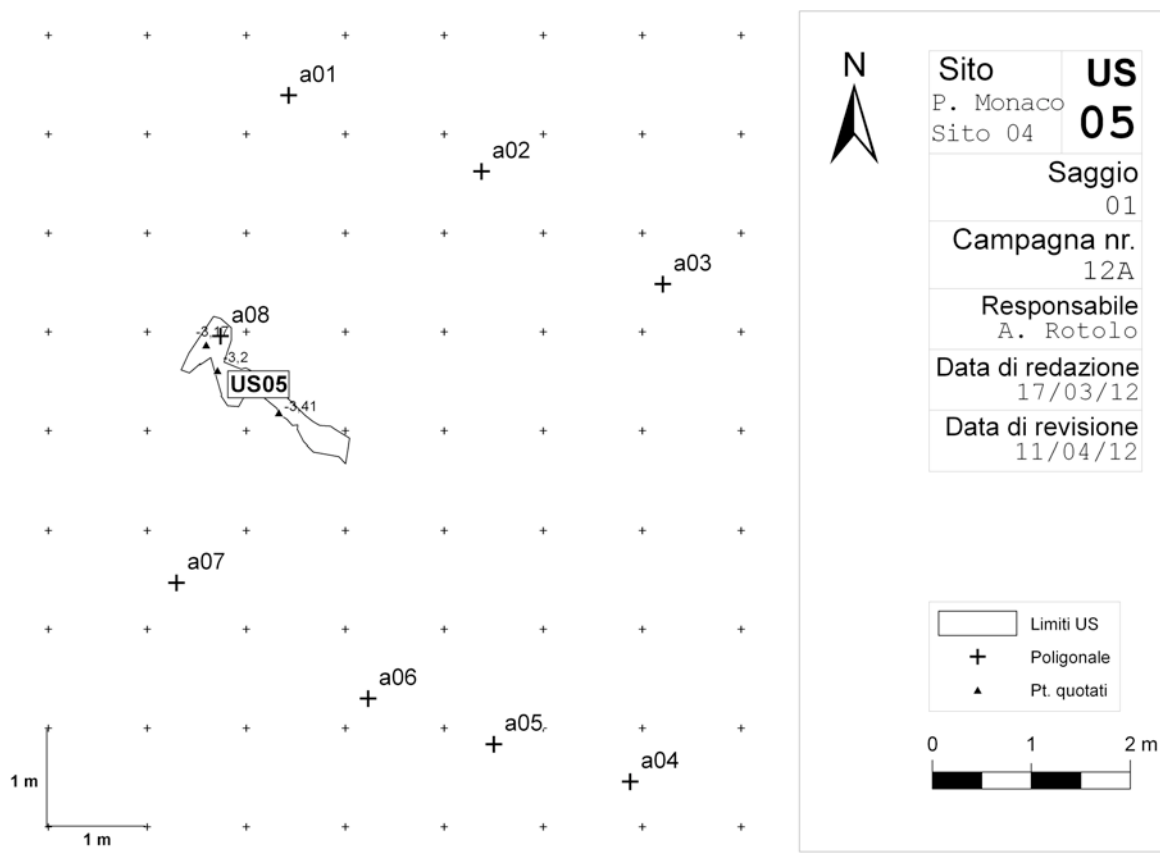 a01
a02
a03
a08
-3,17
-3,2
US05
-3,41
a07
a06
a05
a04
1 m
1 m
N
Sito
P. Monaco
Sito 04
US
05
Saggio
01
Campagna nr.
12A
Responsabile
A. Rotolo
Data di redazione
17/03/12
Data di revisione
11/04/12
Limiti US
Poligonale
Pt. quotati
0 1 2 m